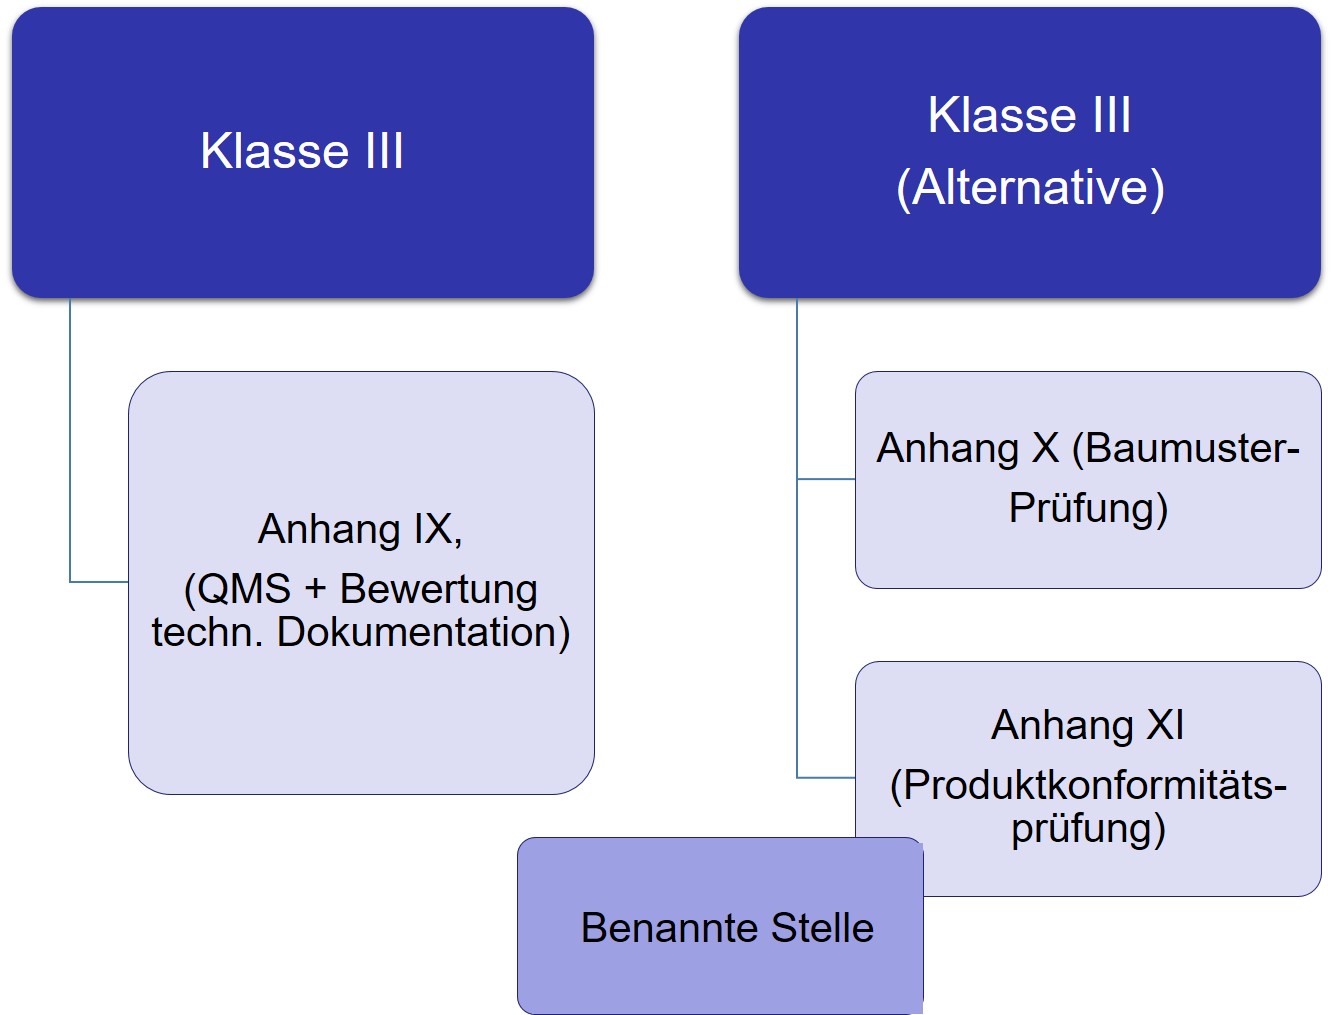 Klasse III
Anhang IX,
(QMS + Bewertung
techn. Dokumentation)
Klasse III
(Alternative)
Anhang X (Baumuster-
Prüfung)
Anhang XI
(Produktkonformitäts-
prüfung)
Benannte Stelle